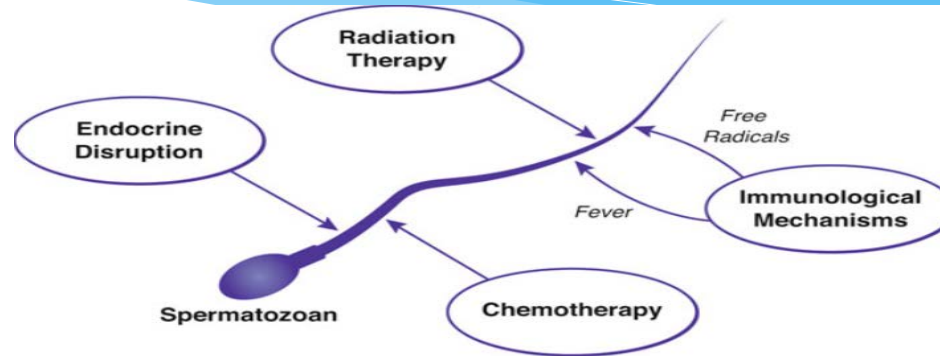 Radiation
Therapy
Endocrine
Disruption
Free
Radicals
Immunological
Mechanisms
Fever
Spermatozoan
Chemotherapy